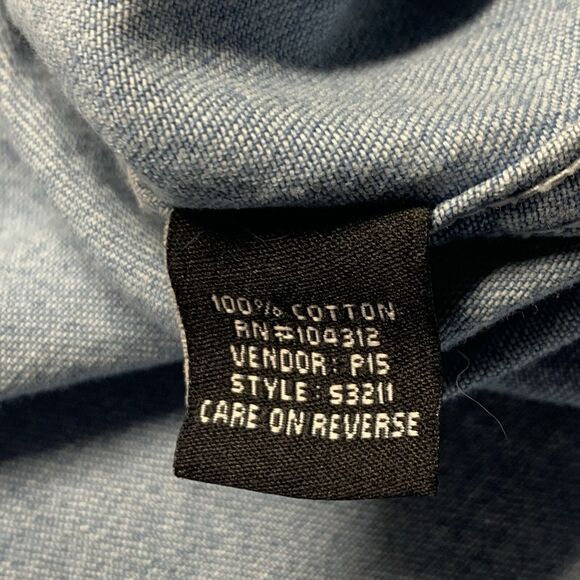 100% COTTON
RN#104312
VENDOR: P15
STYLE: S3211
CARE ON REVERSE